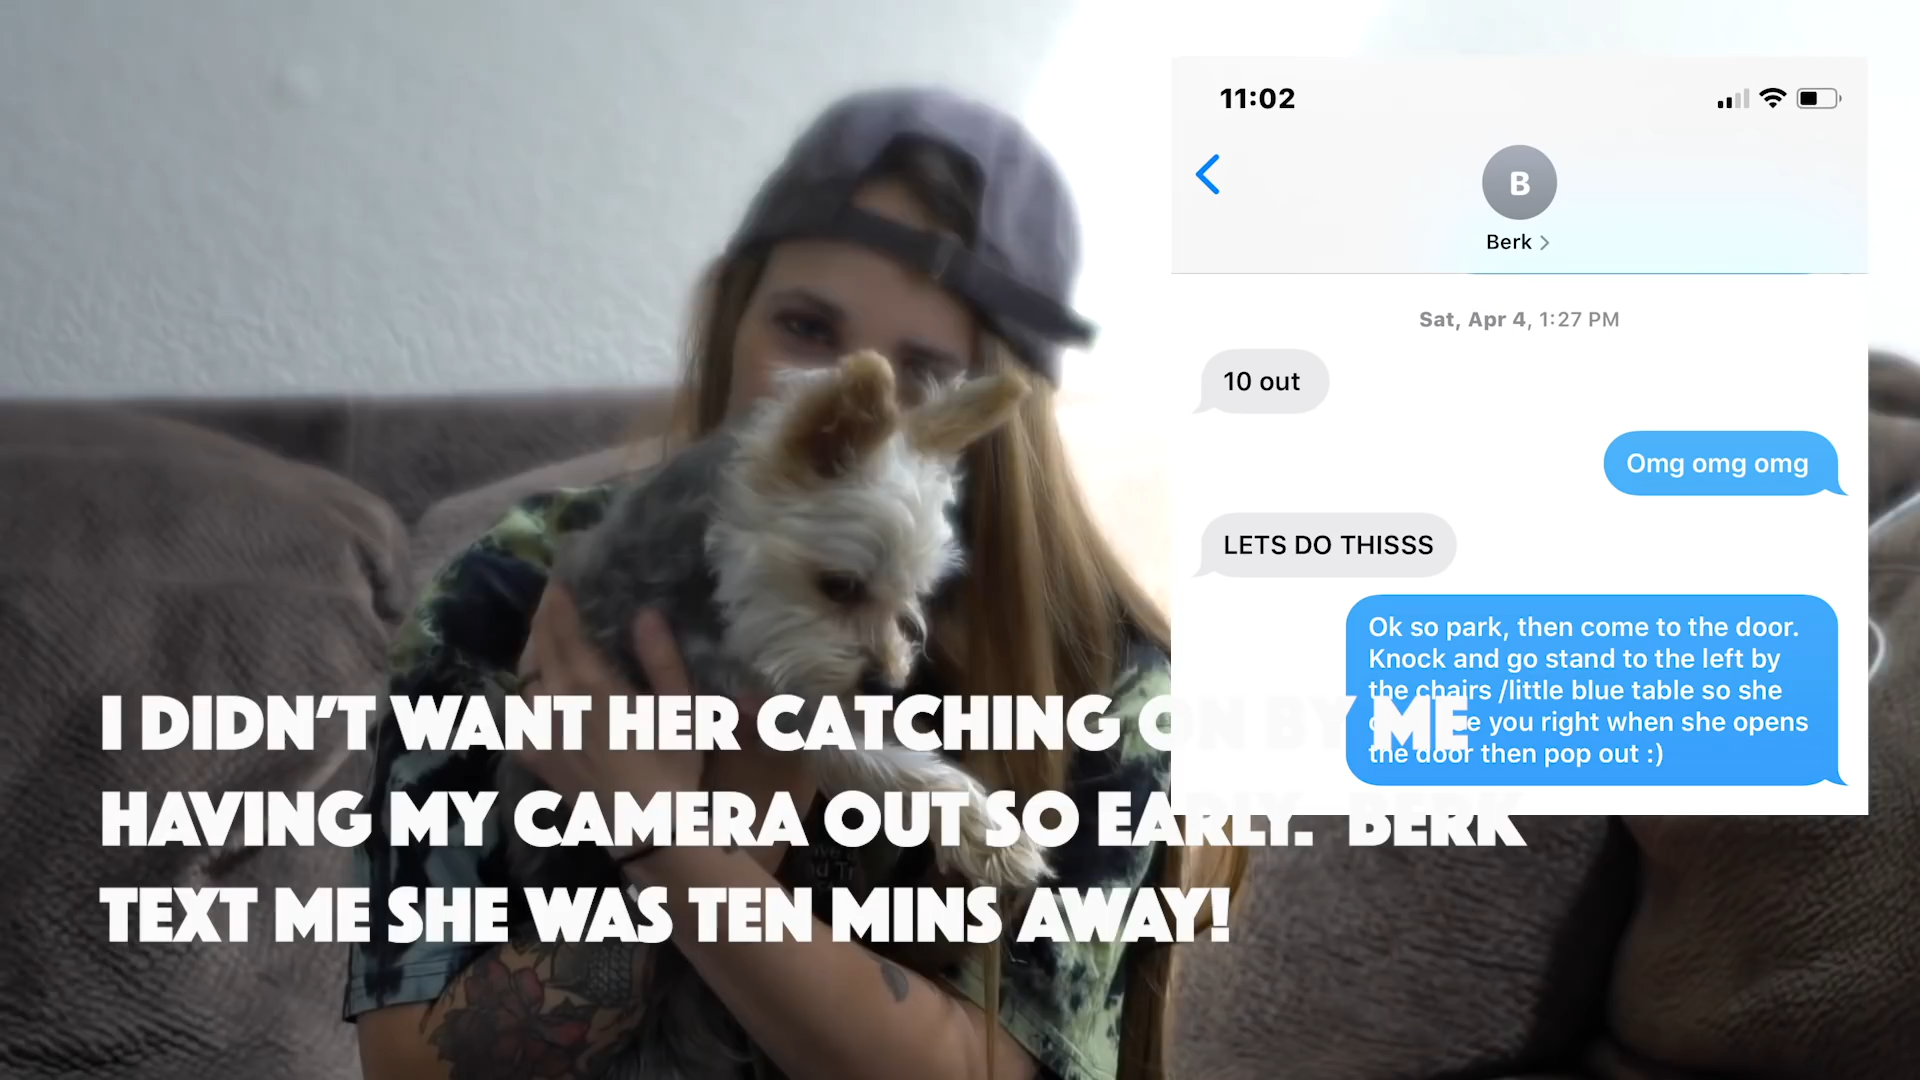 11:02
B
Berk
Sat, Apr 4, 1:27 PM
10 out
Omg omg omg
LETS DO THISSS
Ok so park, then come to the door.
Knock and go stand to the left by
the chairs /little blue table so she
you right when she opens
the door then pop out :)
I DIDN'T WANT HER CATCHING ON BY ME
HAVING MY CAMERA OUT SO EARLY. BERK
TEXT ME SHE WAS TEN MINS AWAY!